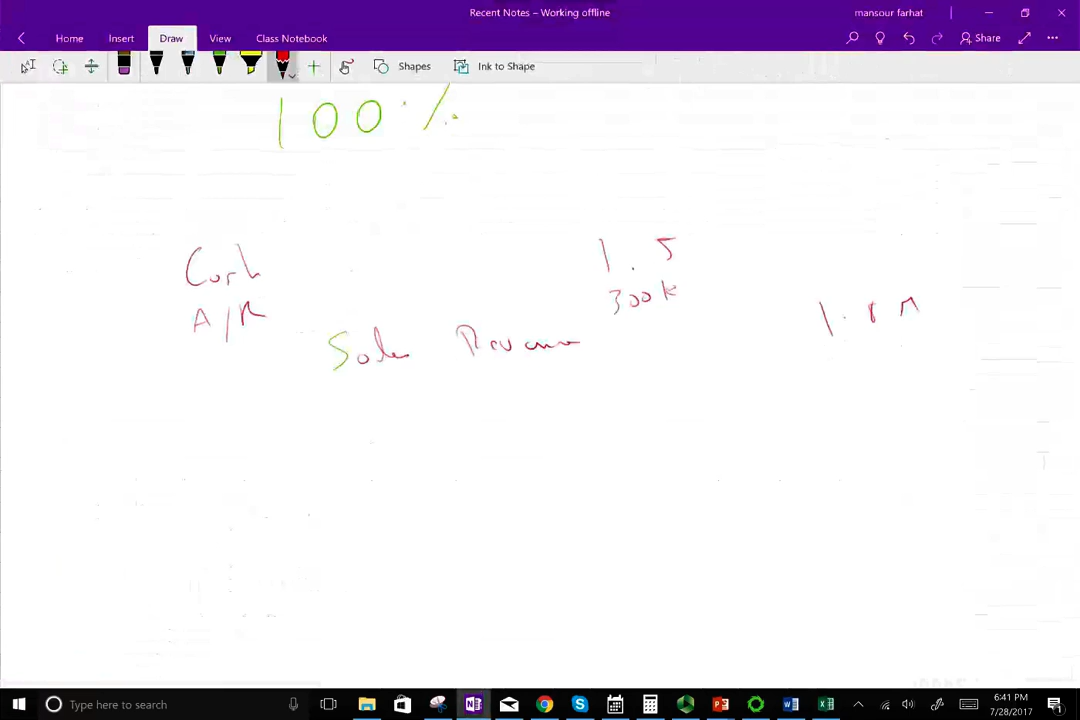 Recent Notes – Working offline
mansour farhat
Home Insert Draw View Class Notebook
Share
Shapes
Ink to Shape
100%
Cash 1.5
A/R 300K
Sales Revenue 1.8 M
Type here to search
6:41 PM
7/28/2017